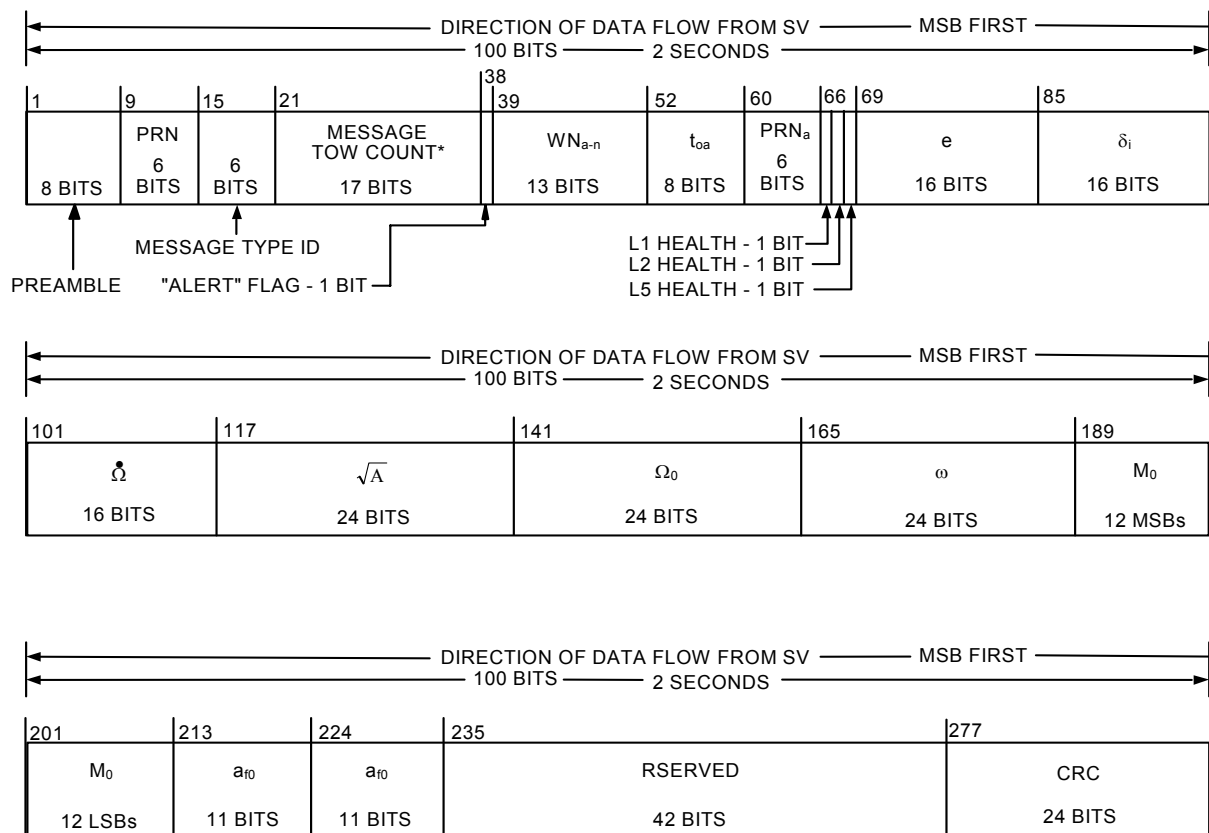 DIRECTION OF DATA FLOW FROM SV MSB FIRST
100 BITS 2 SECONDS
1 9 15 21 38 39 52 60 66 69 85
PRN MESSAGE WNa-n toa PRNa e δi
TOW COUNT*
8 BITS 6 BITS 6 BITS 17 BITS 13 BITS 8 BITS 6 BITS 16 BITS 16 BITS
MESSAGE TYPE ID
PREAMBLE "ALERT" FLAG - 1 BIT
L1 HEALTH - 1 BIT
L2 HEALTH - 1 BIT
L5 HEALTH - 1 BIT
DIRECTION OF DATA FLOW FROM SV MSB FIRST
100 BITS 2 SECONDS
101 117 141 165 189
Ω̇ √A Ω0 ω M0
16 BITS 24 BITS 24 BITS 24 BITS 12 MSBs
DIRECTION OF DATA FLOW FROM SV MSB FIRST
100 BITS 2 SECONDS
201 213 224 235 277
M0 af0 af0 RSERVED CRC
12 LSBs 11 BITS 11 BITS 42 BITS 24 BITS